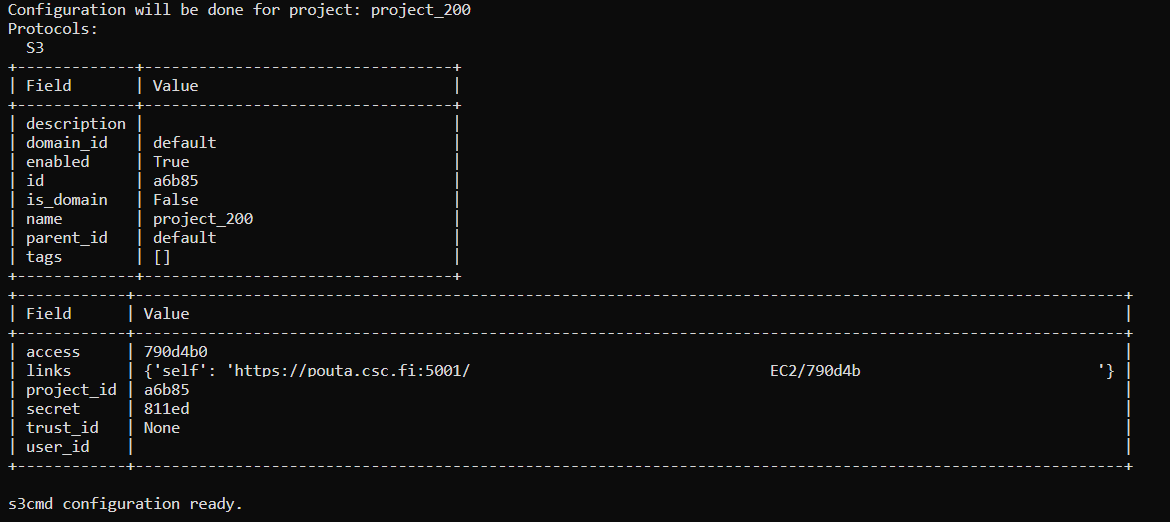 Configuration will be done for project: project_200
Protocols:
  S3
+-------------+----------------------------------+
| Field       | Value                            |
+-------------+----------------------------------+
| description |                                  |
| domain_id   | default                          |
| enabled     | True                             |
| id          | a6b85                            |
| is_domain   | False                            |
| name        | project_200                      |
| parent_id   | default                          |
| tags        | []                               |
+-------------+----------------------------------+
+------------+--------------------------------------------------------------------------------------------------------------+
| Field      | Value                                                                                                        |
+------------+--------------------------------------------------------------------------------------------------------------+
| access     | 790d4b0                                                                                                      |
| links      | {'self': 'https://pouta.csc.fi:5001/                                 EC2/790d4b                          '} |
| project_id | a6b85                                                                                                        |
| secret     | 811ed                                                                                                        |
| trust_id   | None                                                                                                         |
| user_id    |                                                                                                              |
+------------+--------------------------------------------------------------------------------------------------------------+

s3cmd configuration ready.